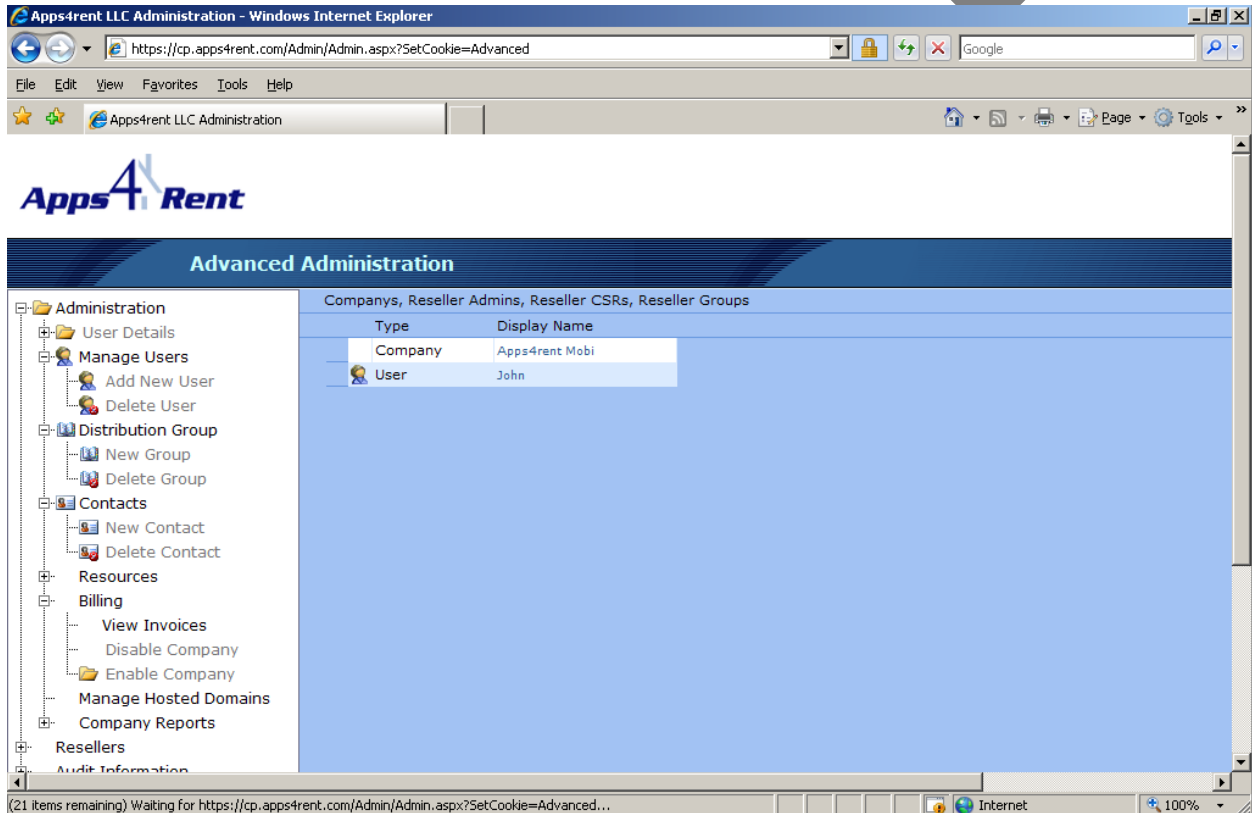 Apps4rent LLC Administration - Windows Internet Explorer
https://cp.apps4rent.com/Admin/Admin.aspx?SetCookie=Advanced
Google
File Edit View Favorites Tools Help
Apps4rent LLC Administration
Page Tools »
Apps4Rent
Advanced Administration
Administration
User Details
Manage Users
Add New User
Delete User
Distribution Group
New Group
Delete Group
Contacts
New Contact
Delete Contact
Resources
Billing
View Invoices
Disable Company
Enable Company
Manage Hosted Domains
Company Reports
Resellers
Audit Information
Companys, Reseller Admins, Reseller CSRs, Reseller Groups
Type Display Name
Company Apps4rent Mobi
User John
(21 items remaining) Waiting for https://cp.apps4rent.com/Admin/Admin.aspx?SetCookie=Advanced...
Internet
100%